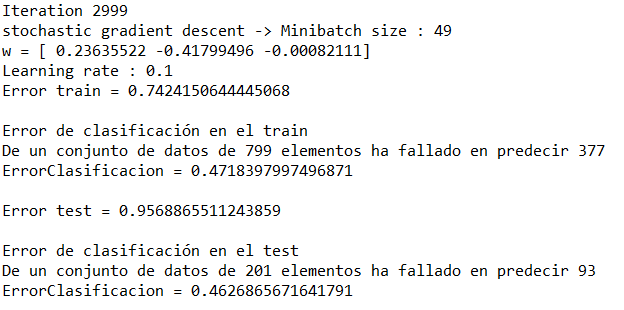 Iteration 2999
stochastic gradient descent -> Minibatch size : 49
w = [ 0.23635522 -0.41799496 -0.00082111]
Learning rate : 0.1
Error train = 0.7424150644445068
Error de clasificación en el train
De un conjunto de datos de 799 elementos ha fallado en predecir 377
ErrorClasificacion = 0.4718397997496871
Error test = 0.9568865511243859
Error de clasificación en el test
De un conjunto de datos de 201 elementos ha fallado en predecir 93
ErrorClasificacion = 0.4626865671641791